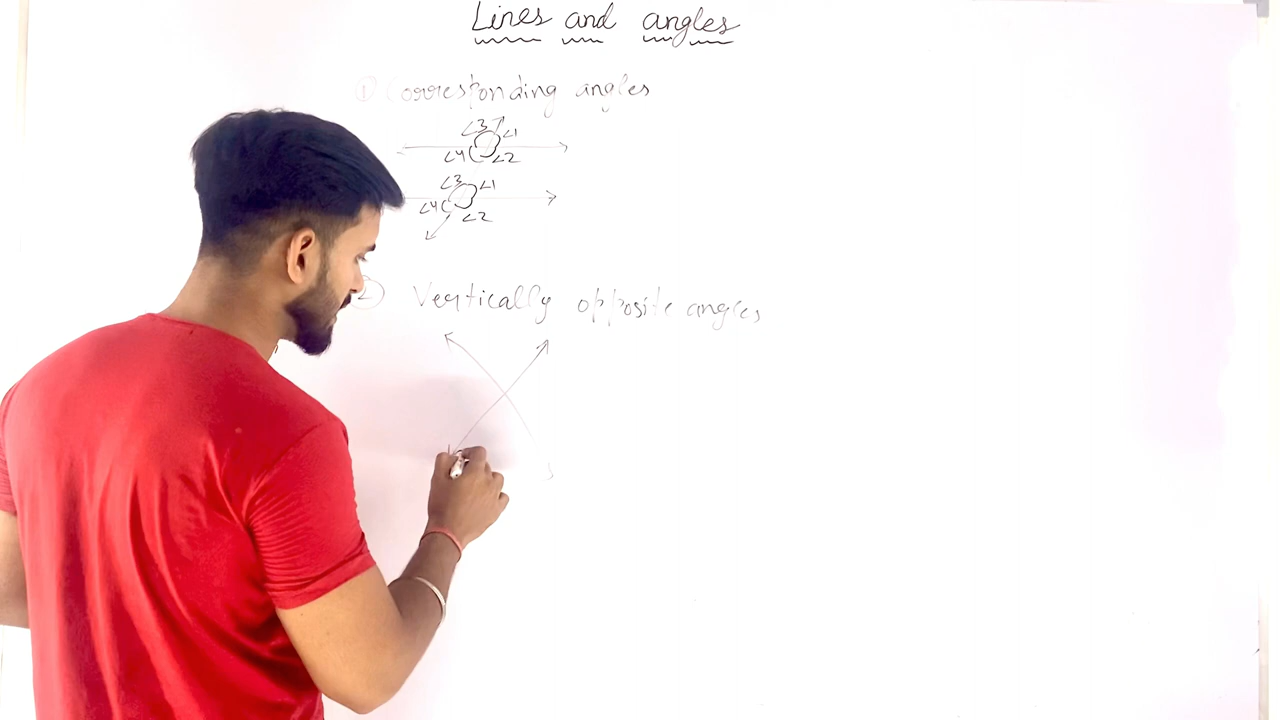 Lines and angles
① Corresponding angles
∠3 ∠1
∠4 ∠2
∠3 ∠1
∠4 ∠2
② Vertically opposite angles